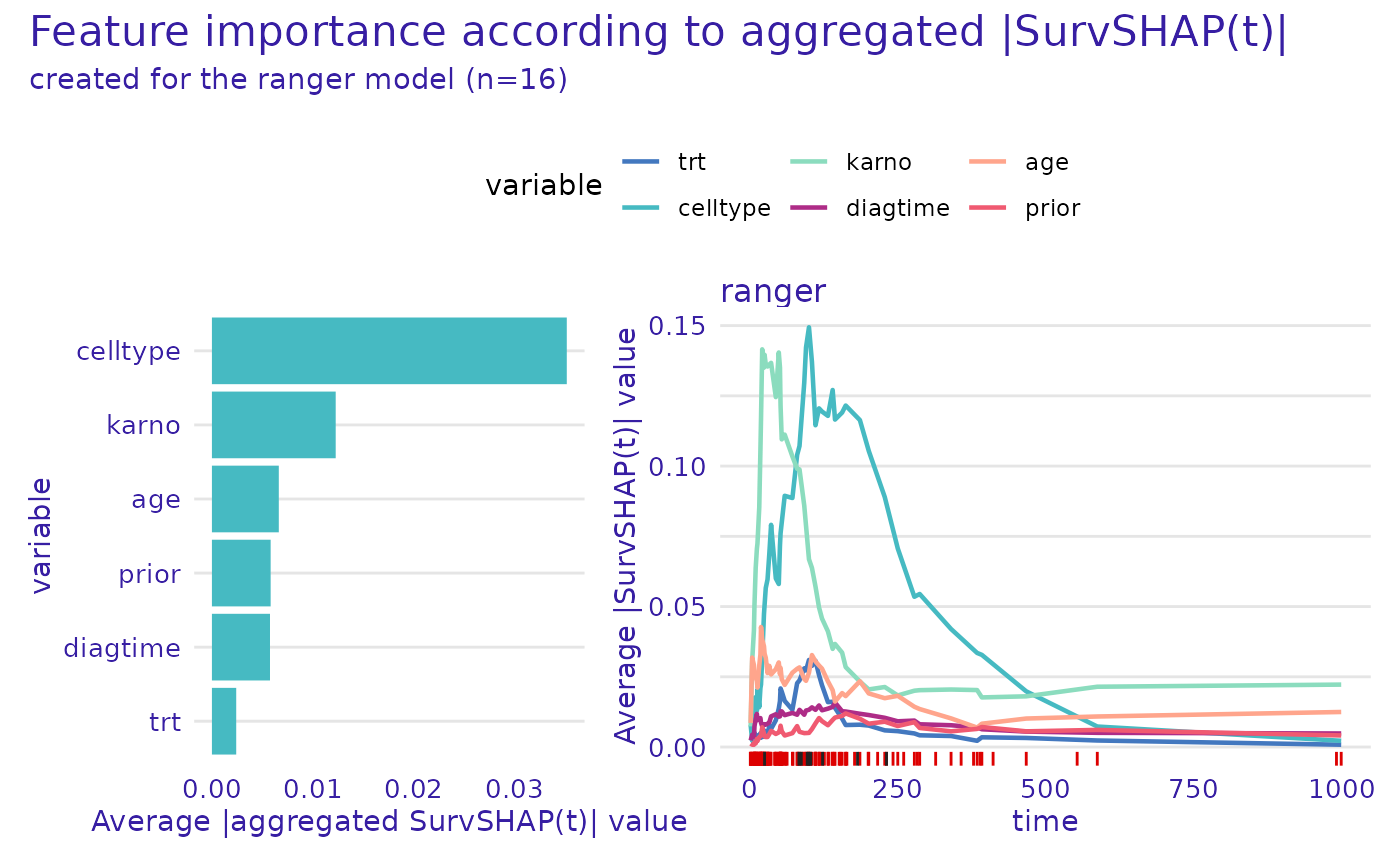 Feature importance according to aggregated |SurvSHAP(t)|
created for the ranger model (n=16)
variable
trt
karno
age
celltype
diagtime
prior
ranger
celltype
karno
age
prior
diagtime
trt
variable
0.00 0.01 0.02 0.03
Average |aggregated SurvSHAP(t)| value
Average |SurvSHAP(t)| value
0.15
0.10
0.05
0.00
0 250 500 750 1000
time